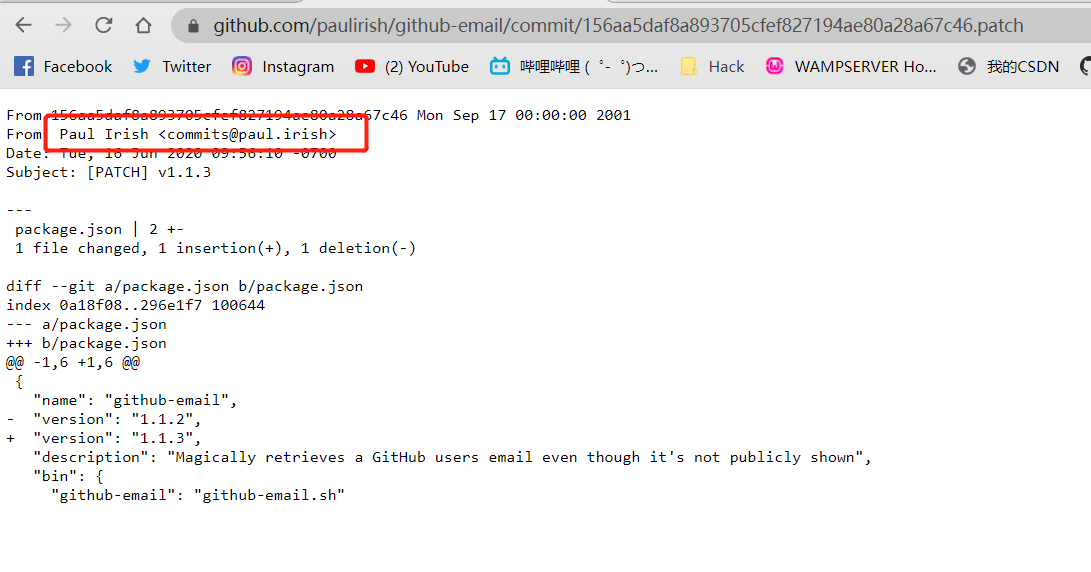 github.com/paulirish/github-email/commit/156aa5daf8a893705cfef827194ae80a28a67c46.patch
Facebook Twitter Instagram (2) YouTube 哔哩哔哩 ( ゜- ゜)つ... Hack WAMPSERVER Ho... 我的CSDN
From 156aa5daf8a893705cfef827194ae80a28a67c46 Mon Sep 17 00:00:00 2001
From: Paul Irish <commits@paul.irish>
Date: Tue, 16 Jun 2020 09:56:10 -0700
Subject: [PATCH] v1.1.3
---
package.json | 2 +-
1 file changed, 1 insertion(+), 1 deletion(-)
diff --git a/package.json b/package.json
index 0a18f08..296e1f7 100644
--- a/package.json
+++ b/package.json
@@ -1,6 +1,6 @@
{
"name": "github-email",
- "version": "1.1.2",
+ "version": "1.1.3",
"description": "Magically retrieves a GitHub users email even though it's not publicly shown",
"bin": {
"github-email": "github-email.sh"